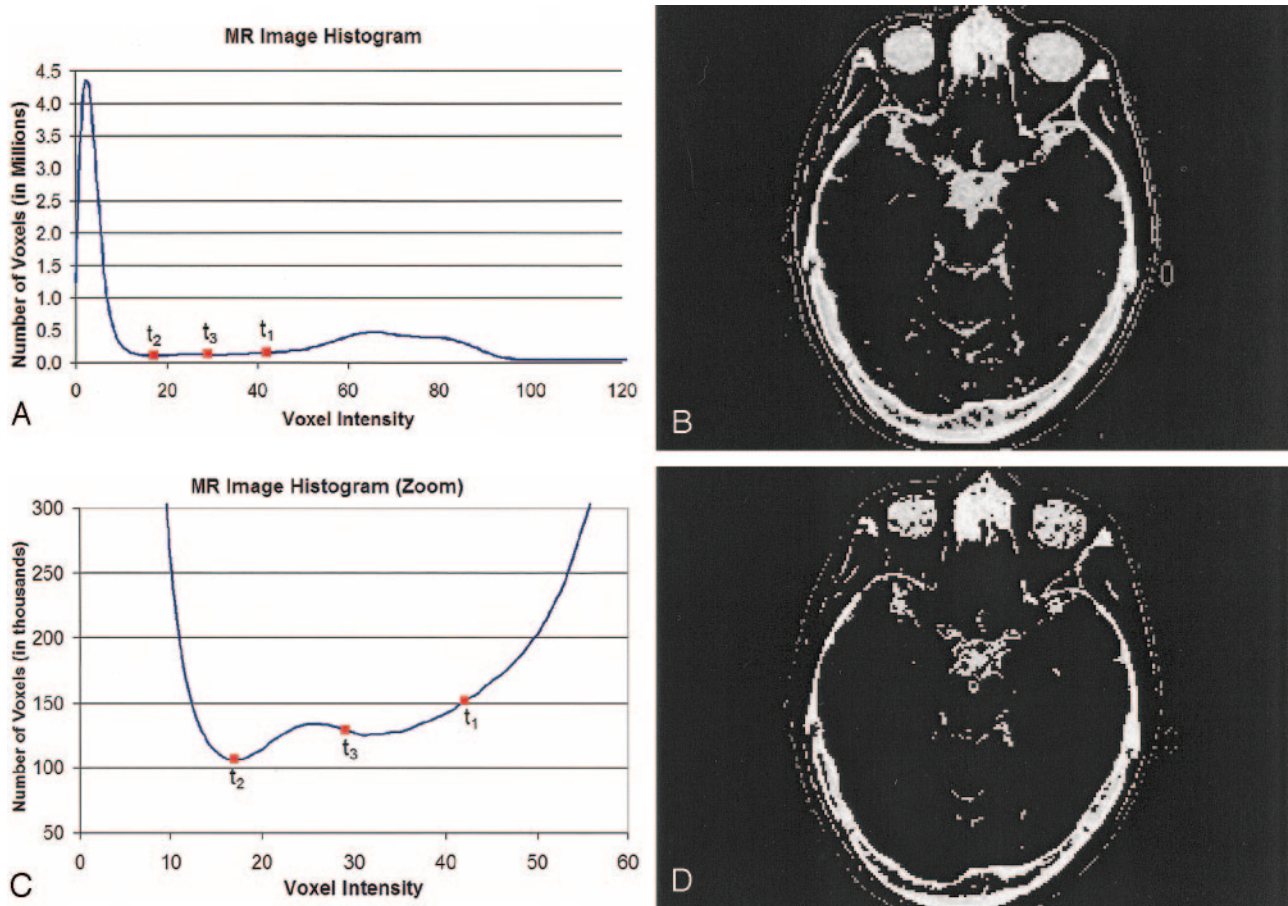 MR Image Histogram
Number of Voxels (in Millions)
4.5
4.0
3.5
3.0
2.5
2.0
1.5
1.0
0.5
0.0
t2
t3
t1
0 20 40 60 80 100 120
Voxel Intensity
A
B
MR Image Histogram (Zoom)
Number of Voxels (in thousands)
300
250
200
150
100
50
t2
t3
t1
0 10 20 30 40 50 60
Voxel Intensity
C
D